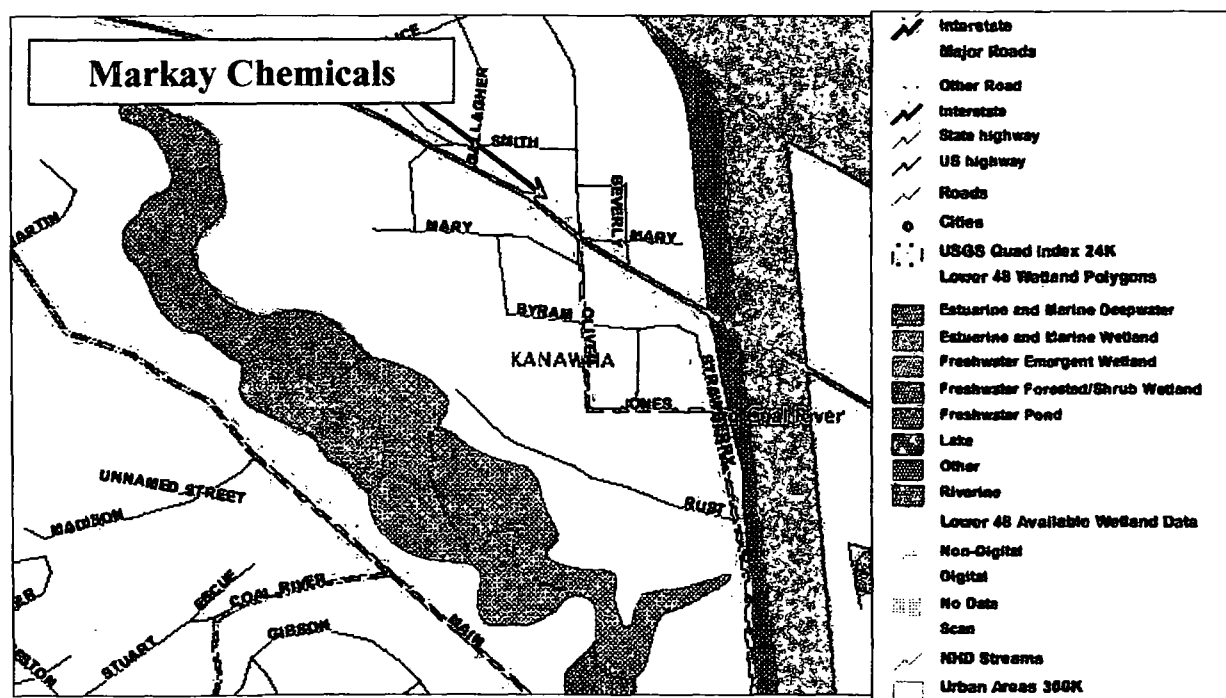 Markay Chemicals
GALLAGHER
SMITH
BEVERLY
MARY
MARY
BYRAM
OLIVE
KANAWHA
STRAWBERRY
JONES
River
RUST
UNNAMED STREET
MADISON
ESCUE
COAL RIVER
STUART
GIBSON
MAIN
Interstate
Major Roads
Other Road
Interstate
State highway
US highway
Roads
Cities
USGS Quad Index 24K
Lower 48 Wetland Polygons
Estuarine and Marine Deepwater
Estuarine and Marine Wetland
Freshwater Emergent Wetland
Freshwater Forested/Shrub Wetland
Freshwater Pond
Lake
Other
Riverine
Lower 48 Available Wetland Data
Non-Digital
Digital
No Data
Scan
NHD Streams
Urban Areas 300K